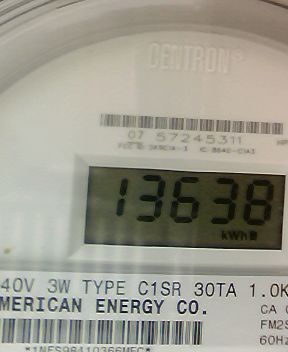 CENTRON®
07 57245311
13638
kWh
40V 3W TYPE C1SR 30TA 1.0K
MERICAN ENERGY CO.
CA
FM2S
60Hz